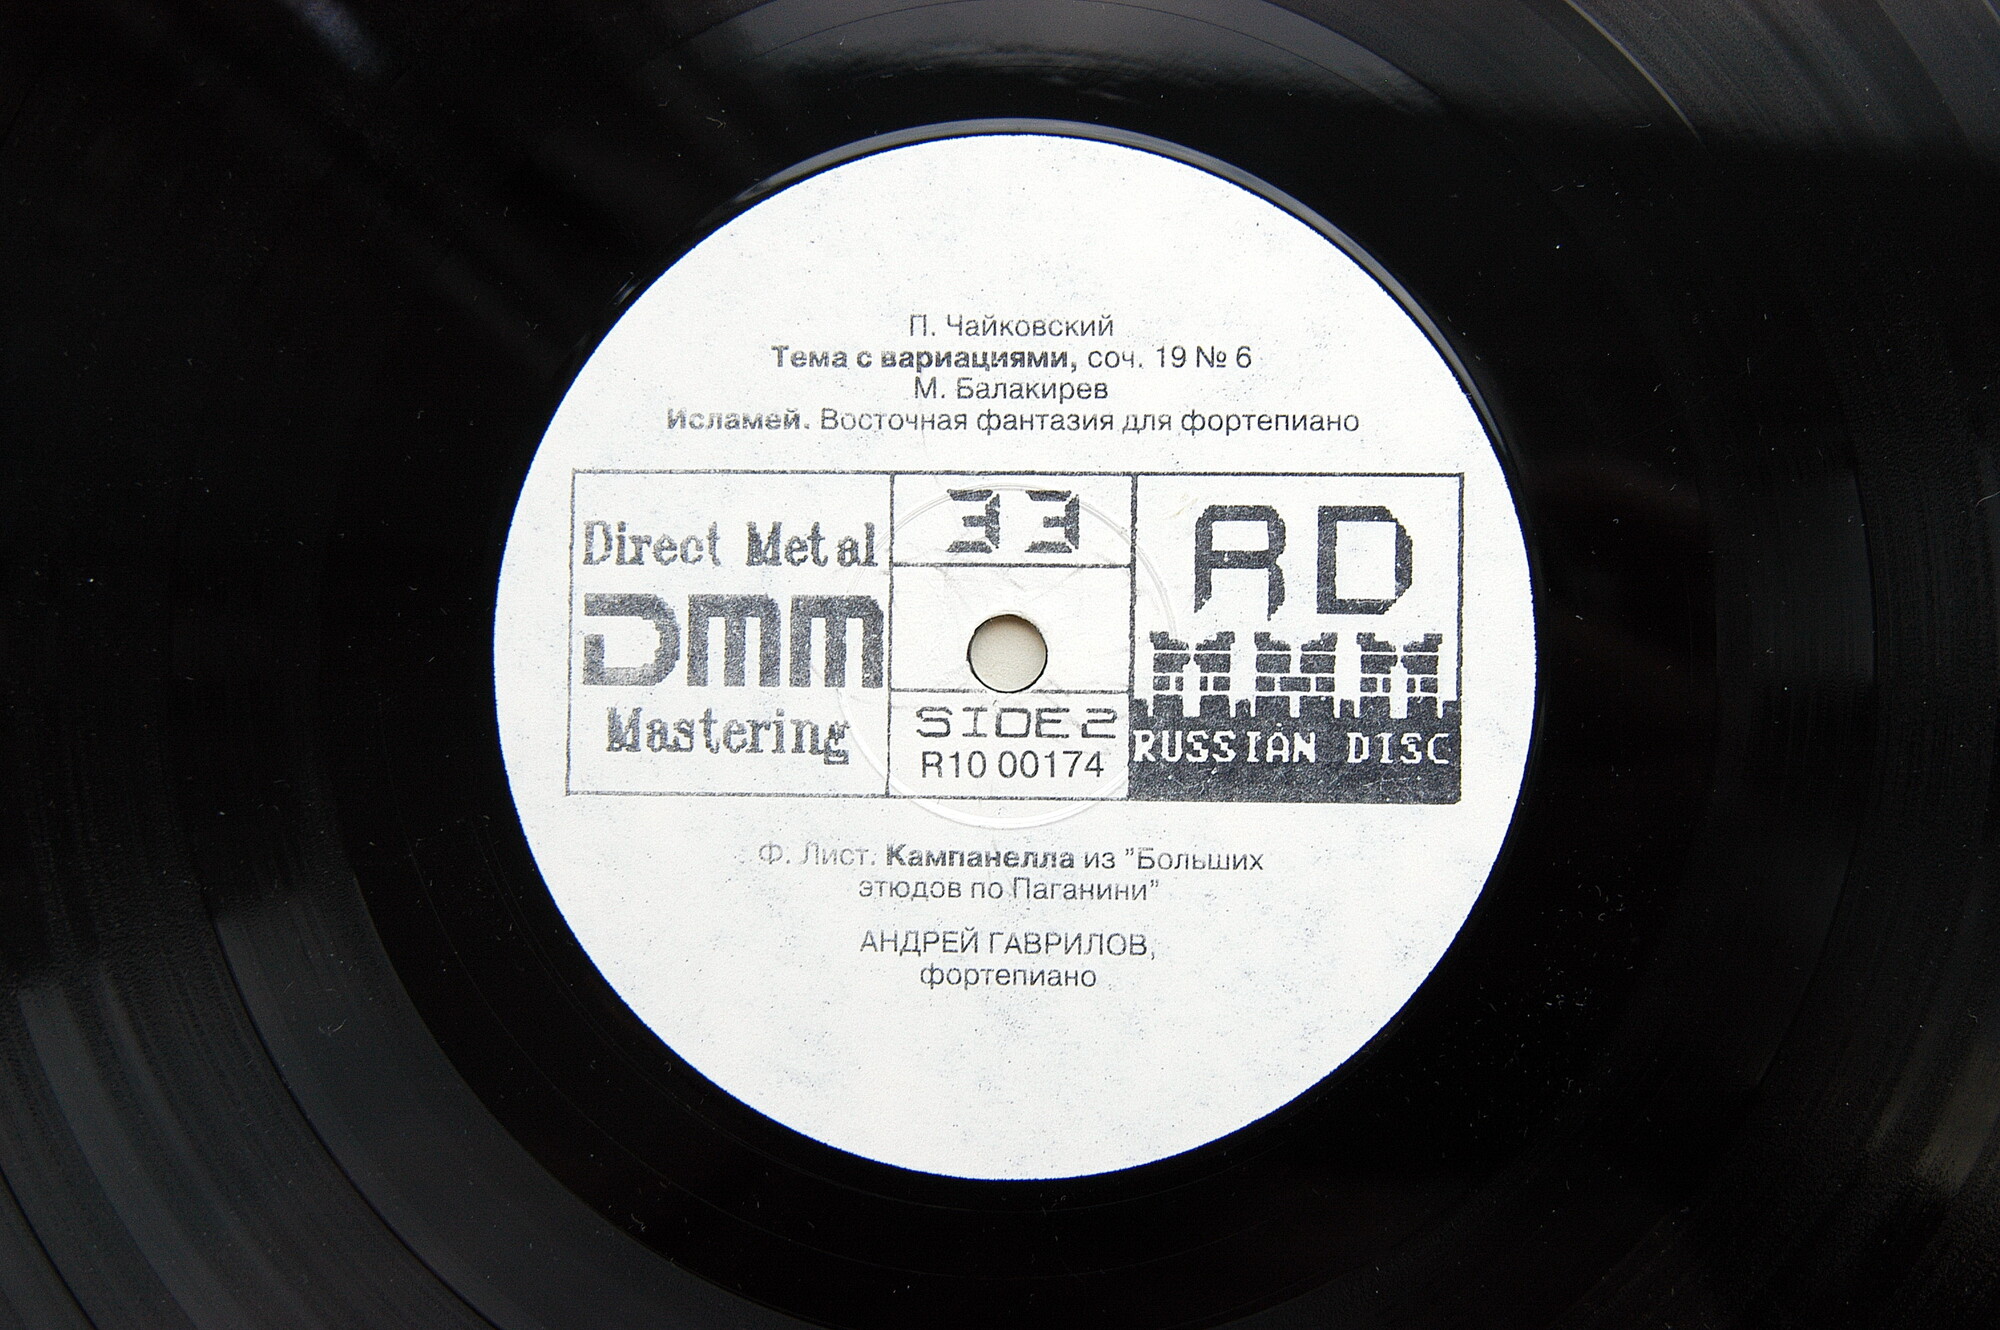 П. Чайковский
Тема с вариациями, соч. 19 № 6
М. Балакирев
Исламей. Восточная фантазия для фортепиано
Direct Metal
DMM
Mastering
33
SIDE 2
R10 00174
RD
RUSSIAN DISC
Ф. Лист. Кампанелла из "Больших
этюдов по Паганини"
АНДРЕЙ ГАВРИЛОВ,
фортепиано